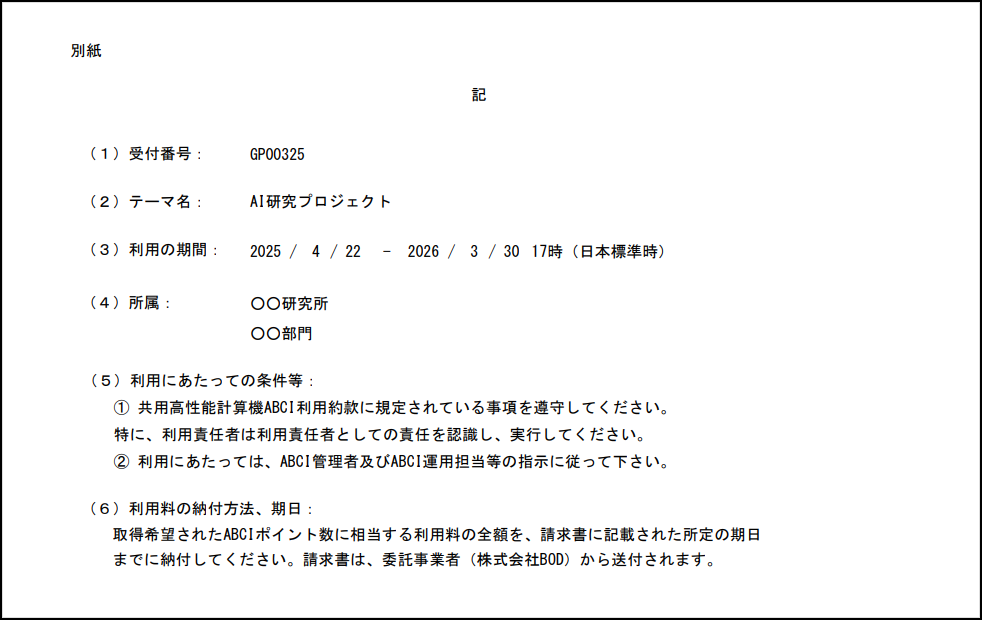 別紙
記
（１）受付番号： GP00325
（２）テーマ名： AI研究プロジェクト
（３）利用の期間： 2025 / 4 / 22 － 2026 / 3 / 30 17時（日本標準時）
（４）所属： 〇〇研究所
〇〇部門
（５）利用にあたっての条件等：
① 共用高性能計算機ABCI利用約款に規定されている事項を遵守してください。
特に、利用責任者は利用責任者としての責任を認識し、実行してください。
② 利用にあたっては、ABCI管理者及びABCI運用担当等の指示に従って下さい。
（６）利用料の納付方法、期日：
取得希望されたABCIポイント数に相当する利用料の全額を、請求書に記載された所定の期日
までに納付してください。請求書は、委託事業者（株式会社BOD）から送付されます。